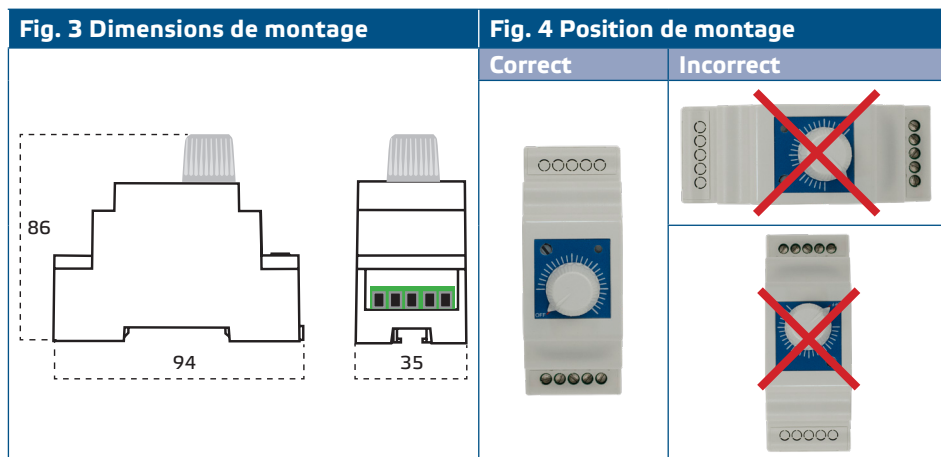 Fig. 3 Dimensions de montage
Fig. 4 Position de montage
Correct
Incorrect
86
94
35
OFF